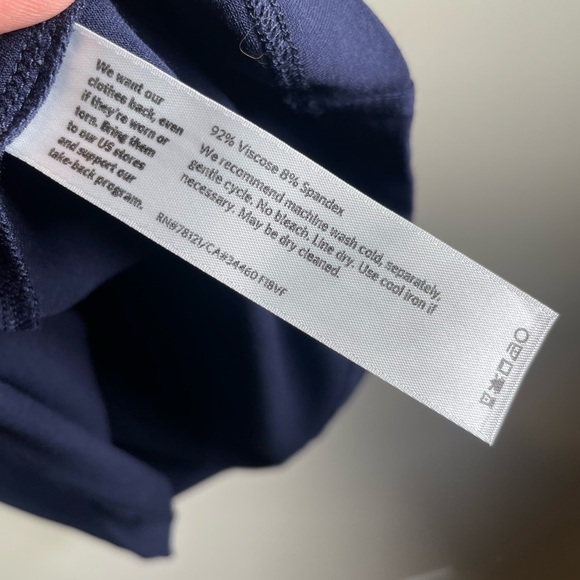 We want our
clothes back, even
if they're worn or
torn. Bring them
to our US stores
and support our
take-back program.
92% Viscose 8% Spandex
We recommend machine wash cold, separately,
gentle cycle. No bleach. Line dry. Use cool iron if
necessary. May be dry cleaned.
RN#78121/CA#34460 F18VF